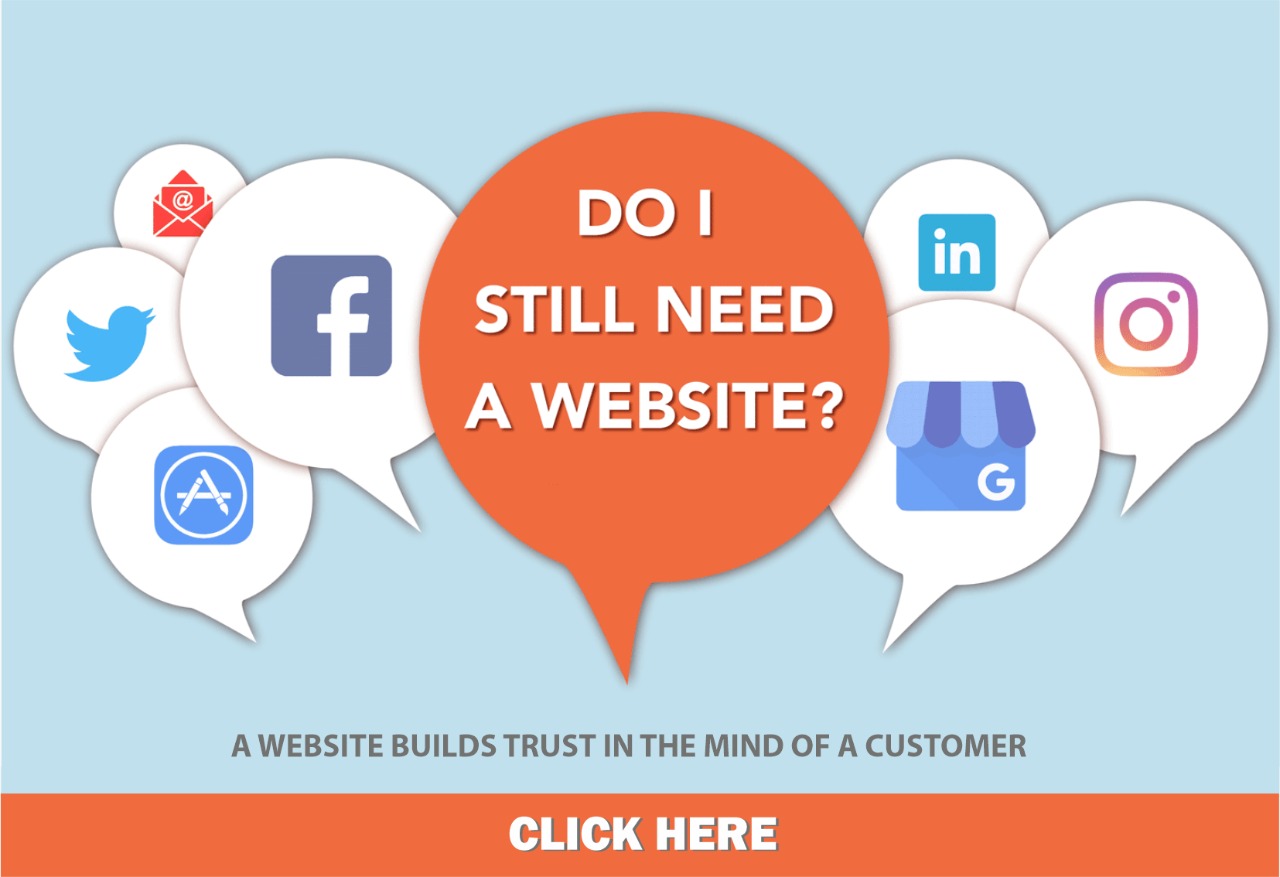 DO I
STILL NEED
A WEBSITE?
@
f
in
G
A WEBSITE BUILDS TRUST IN THE MIND OF A CUSTOMER
CLICK HERE